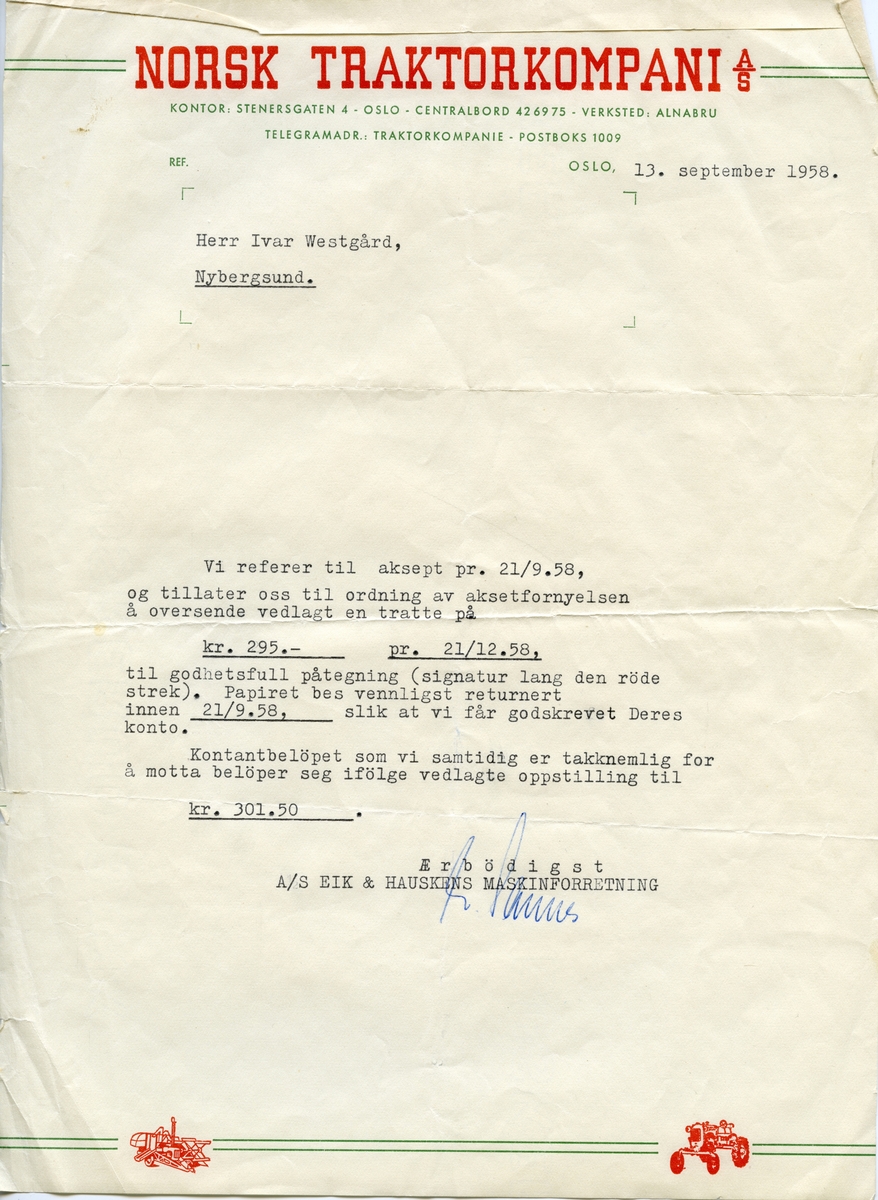 NORSK TRAKTORKOMPANI A/S
KONTOR: STENERSGATEN 4 - OSLO - CENTRALBORD 426975 - VERKSTED: ALNABRU
TELEGRAMADR.: TRAKTORKOMPANIE - POSTBOKS 1009
REF.
OSLO, 13. september 1958.
Herr Ivar Westgård,
Nybergsund.
Vi referer til aksept pr. 21/9.58,
og tillater oss til ordning av aksetfornyelsen
å oversende vedlagt en tratte på
kr. 295.- pr. 21/12.58,
til godhetsfull påtegning (signatur lang den röde
strek). Papiret bes vennligst returnert
innen 21/9.58, slik at vi får godskrevet Deres
konto.
Kontantbelöpet som vi samtidig er takknemlig for
å motta belöper seg ifölge vedlagte oppstilling til
kr. 301.50 .
Ærbödigst
A/S EIK & HAUSKENS MASKINFORRETNING